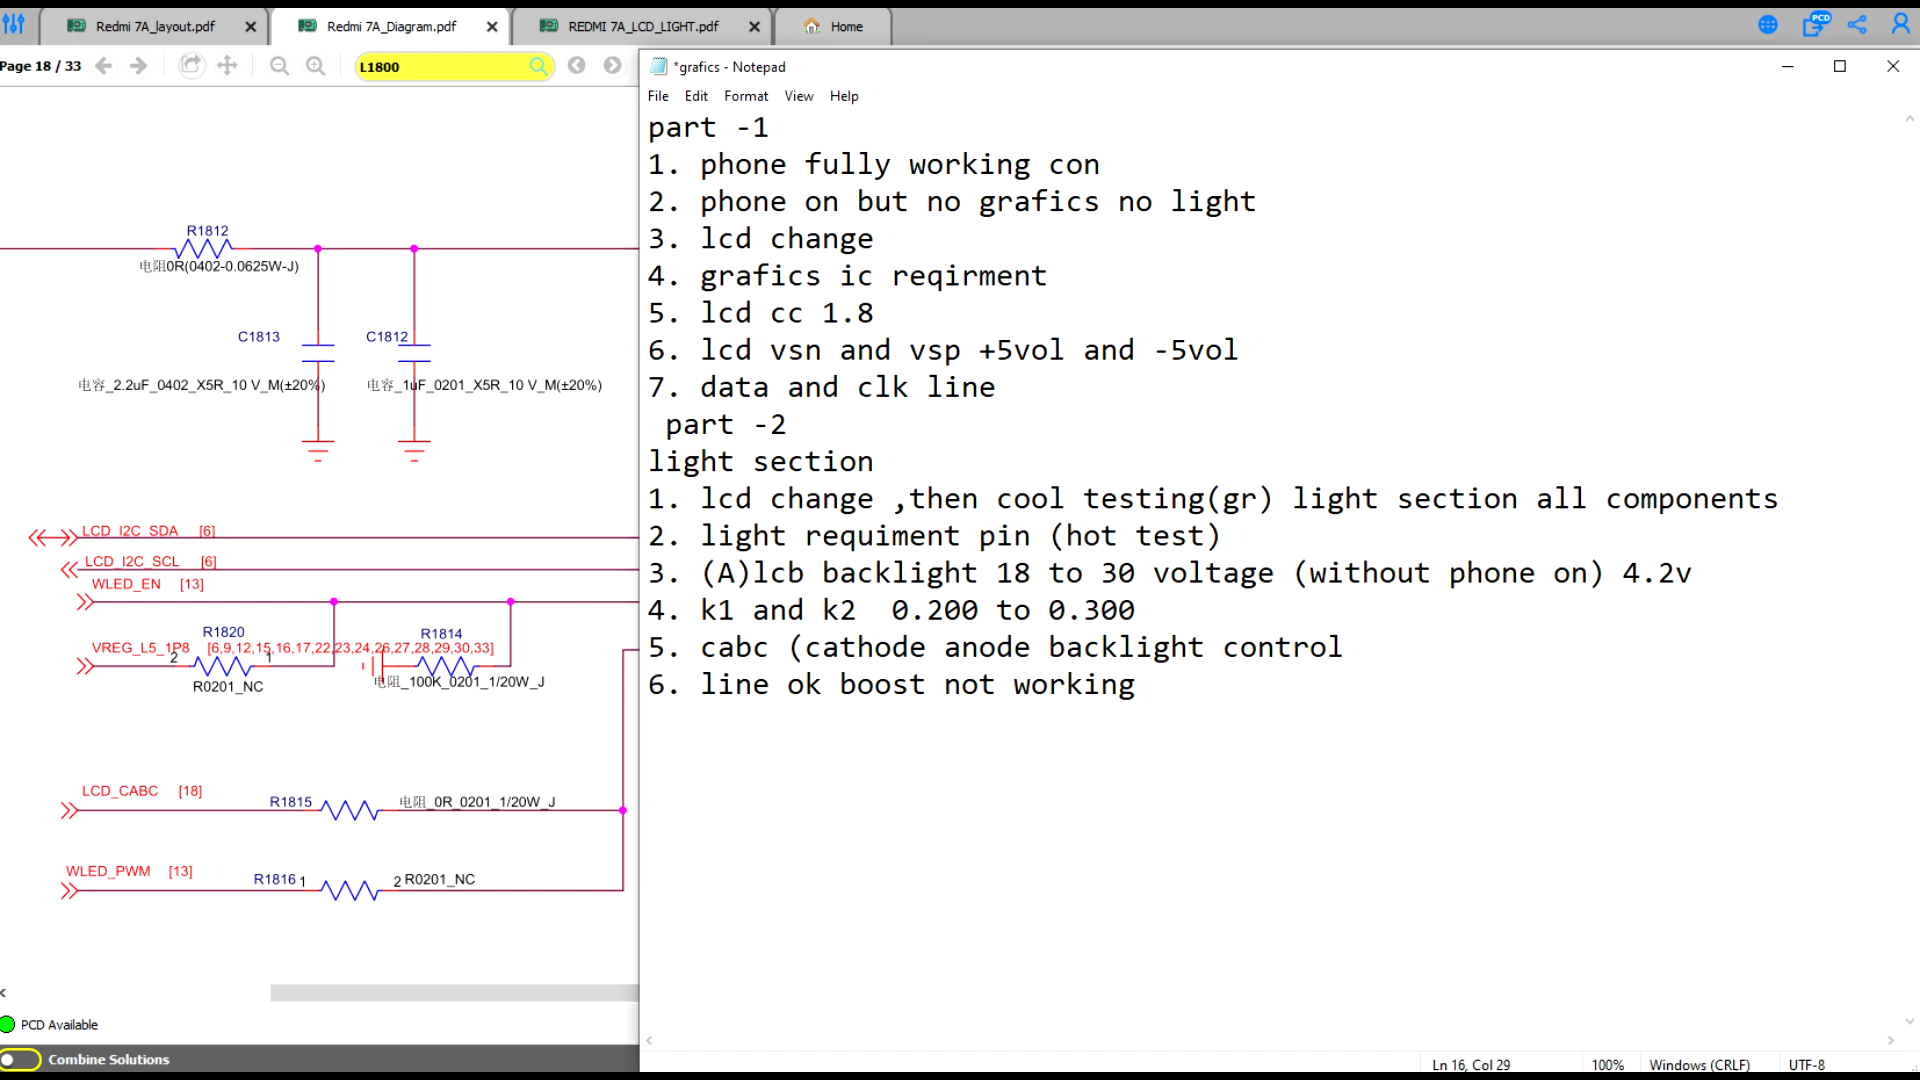 Redmi 7A_layout.pdf
Redmi 7A_Diagram.pdf
REDMI 7A_LCD_LIGHT.pdf
Home
PCD
Page 18 / 33
L1800
R1812
电阻0R(0402-0.0625W-J)
C1813
C1812
电容_2.2uF_0402_X5R_10 V_M(±20%)
电容_1uF_0201_X5R_10 V_M(±20%)
LCD_I2C_SDA [6]
LCD_I2C_SCL [6]
WLED_EN [13]
R1820
R1814
VREG_L5_1P8 [6,9,12,15,16,17,22,23,24,26,27,28,29,30,33]
2
1
R0201_NC
电阻_100K_0201_1/20W_J
LCD_CABC [18]
R1815
电阻_0R_0201_1/20W_J
WLED_PWM [13]
R1816 1
2 R0201_NC
PCD Available
Combine Solutions
*grafics - Notepad
File Edit Format View Help
part -1
1. phone fully working con
2. phone on but no grafics no light
3. lcd change
4. grafics ic reqirment
5. lcd cc 1.8
6. lcd vsn and vsp +5vol and -5vol
7. data and clk line
part -2
light section
1. lcd change ,then cool testing(gr) light section all components
2. light requiment pin (hot test)
3. (A)lcb backlight 18 to 30 voltage (without phone on) 4.2v
4. k1 and k2 0.200 to 0.300
5. cabc (cathode anode backlight control
6. line ok boost not working
Ln 16, Col 29
100%
Windows (CRLF)
UTF-8